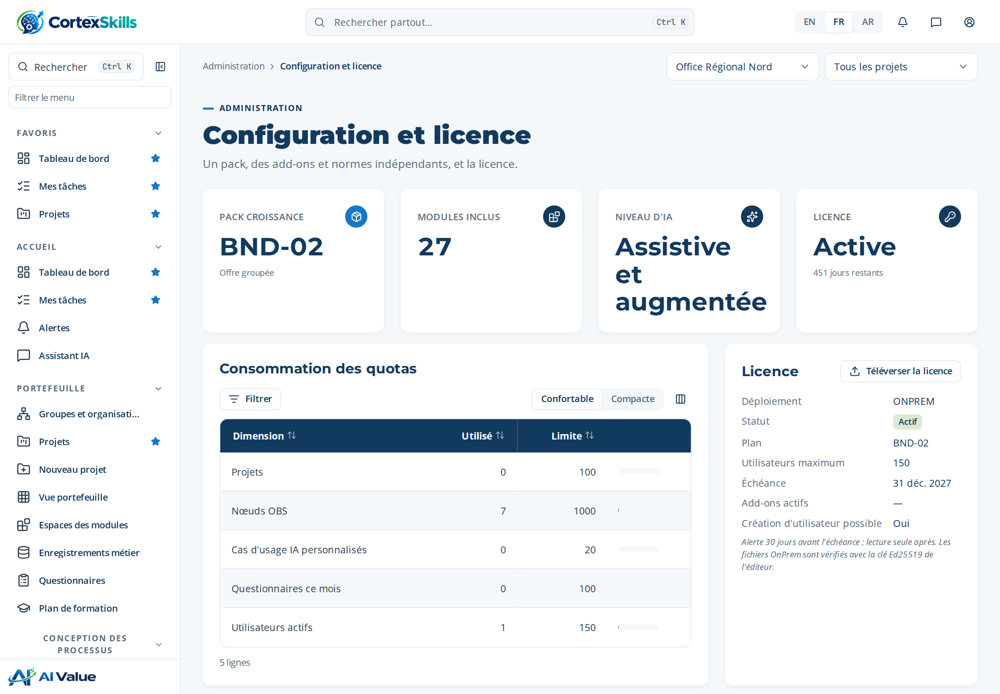 CortexSkills
Rechercher partout...
Ctrl K
EN
FR
AR
Rechercher
Ctrl K
Filtrer le menu
FAVORIS
Tableau de bord
Mes tâches
Projets
ACCUEIL
Tableau de bord
Mes tâches
Alertes
Assistant IA
PORTEFEUILLE
Groupes et organisati...
Projets
Nouveau projet
Vue portefeuille
Espaces des modules
Enregistrements métier
Questionnaires
Plan de formation
CONCEPTION DES
PROCESSUS
AI Value
Administration > Configuration et licence
Office Régional Nord
Tous les projets
ADMINISTRATION
Configuration et licence
Un pack, des add-ons et normes indépendants, et la licence.
PACK CROISSANCE
BND-02
Offre groupée
MODULES INCLUS
27
NIVEAU D'IA
Assistive
et
augmentée
LICENCE
Active
451 jours restants
Consommation des quotas
Filtrer
Confortable
Compacte
Dimension Utilisé Limite
Projets 0 100
Nœuds OBS 7 1000
Cas d'usage IA personnalisés 0 20
Questionnaires ce mois 0 100
Utilisateurs actifs 1 150
5 lignes
Licence
Téléverser la licence
Déploiement ONPREM
Statut Actif
Plan BND-02
Utilisateurs maximum 150
Échéance 31 déc. 2027
Add-ons actifs —
Création d'utilisateur possible Oui
Alerte 30 jours avant l'échéance ; lecture seule après. Les
fichiers OnPrem sont vérifiés avec la clé Ed25519 de
l'éditeur.